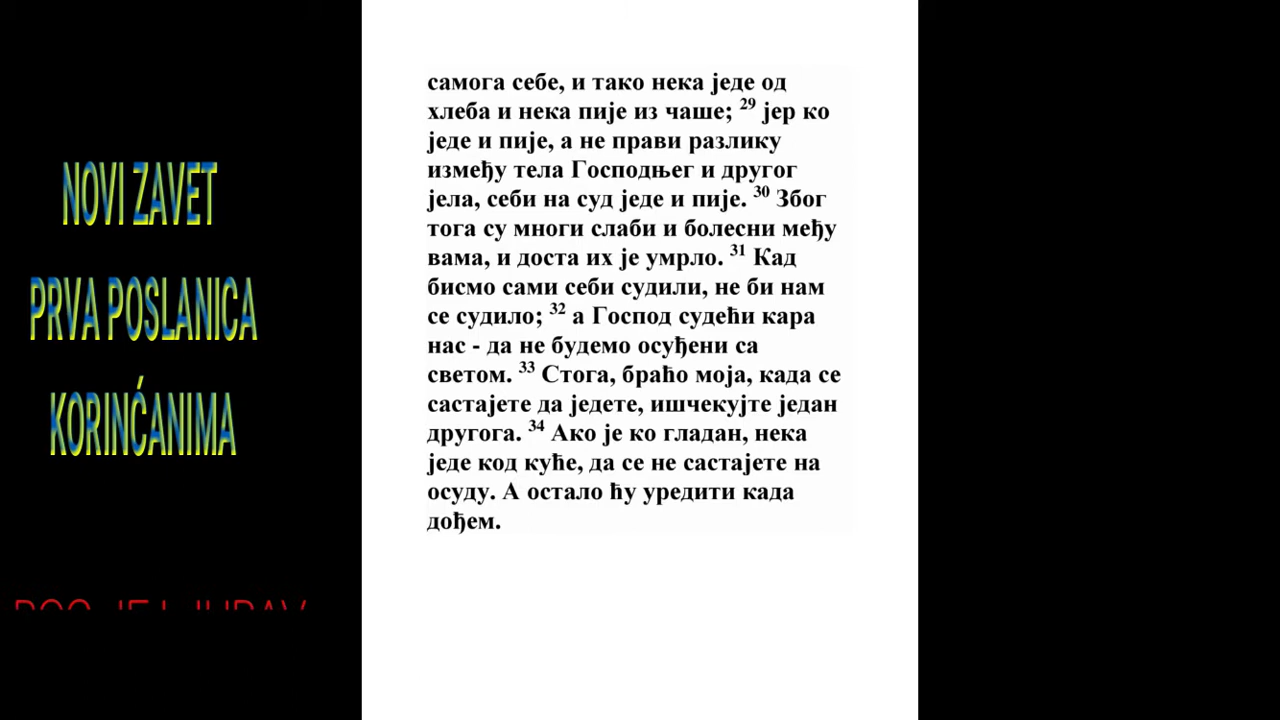 NOVI ZAVET
PRVA POSLANICA
KORINĆANIMA
самога себе, и тако нека једе од
хлеба и нека пије из чаше; 29 јер ко
једе и пије, а не прави разлику
између тела Господњег и другог
јела, себи на суд једе и пије. 30 Због
тога су многи слаби и болесни међу
вама, и доста их је умрло. 31 Кад
бисмо сами себи судили, не би нам
се судило; 32 а Господ судећи кара
нас - да не будемо осуђени са
светом. 33 Стога, браћо моја, када се
састајете да једете, ишчекујте један
другога. 34 Ако је ко гладан, нека
једе код куће, да се не састајете на
осуду. А остало ћу уредити када
дођем.